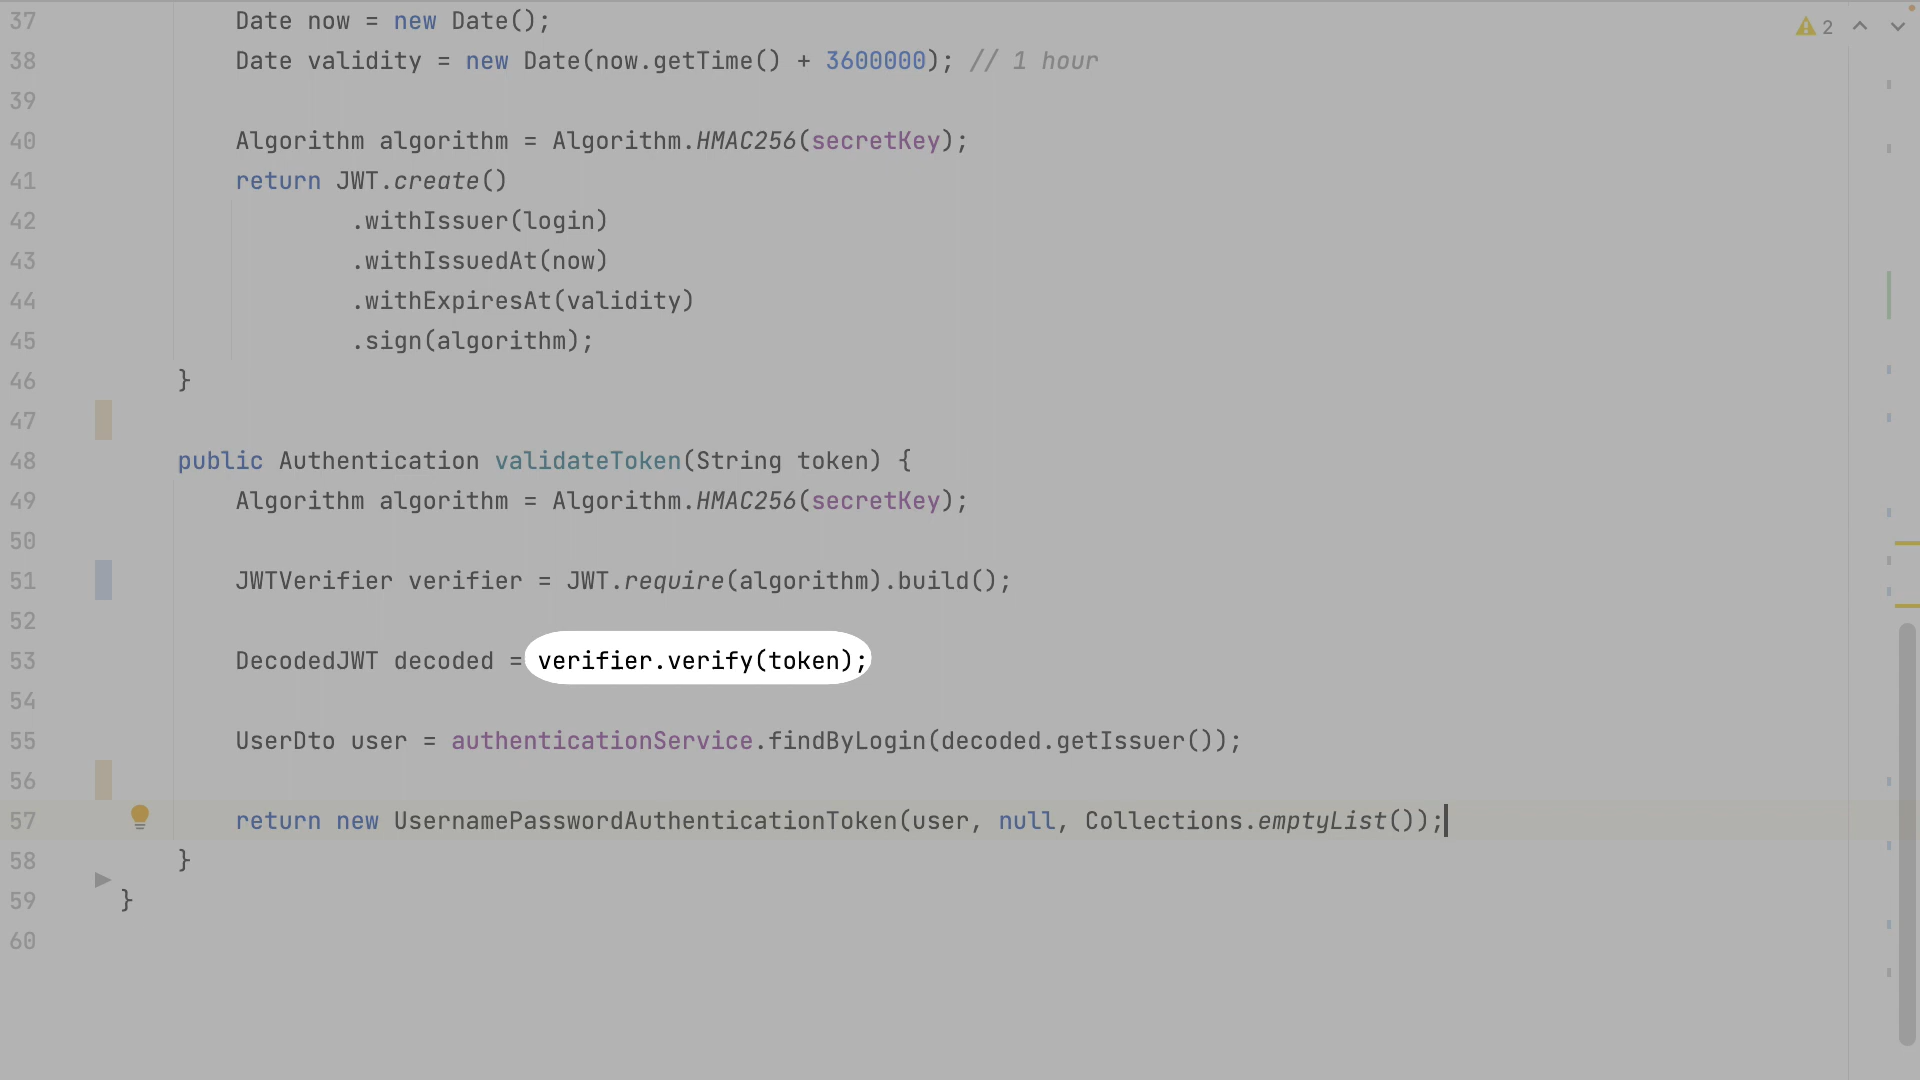 37 Date now = new Date();
2
38 Date validity = new Date(now.getTime() + 3600000); // 1 hour
39
40 Algorithm algorithm = Algorithm.HMAC256(secretKey);
41 return JWT.create()
42 .withIssuer(login)
43 .withIssuedAt(now)
44 .withExpiresAt(validity)
45 .sign(algorithm);
46 }
47
48 public Authentication validateToken(String token) {
49 Algorithm algorithm = Algorithm.HMAC256(secretKey);
50
51 JWTVerifier verifier = JWT.require(algorithm).build();
52
53 DecodedJWT decoded = verifier.verify(token);
54
55 UserDto user = authenticationService.findByLogin(decoded.getIssuer());
56
57 return new UsernamePasswordAuthenticationToken(user, null, Collections.emptyList());
58 }
59 }
60